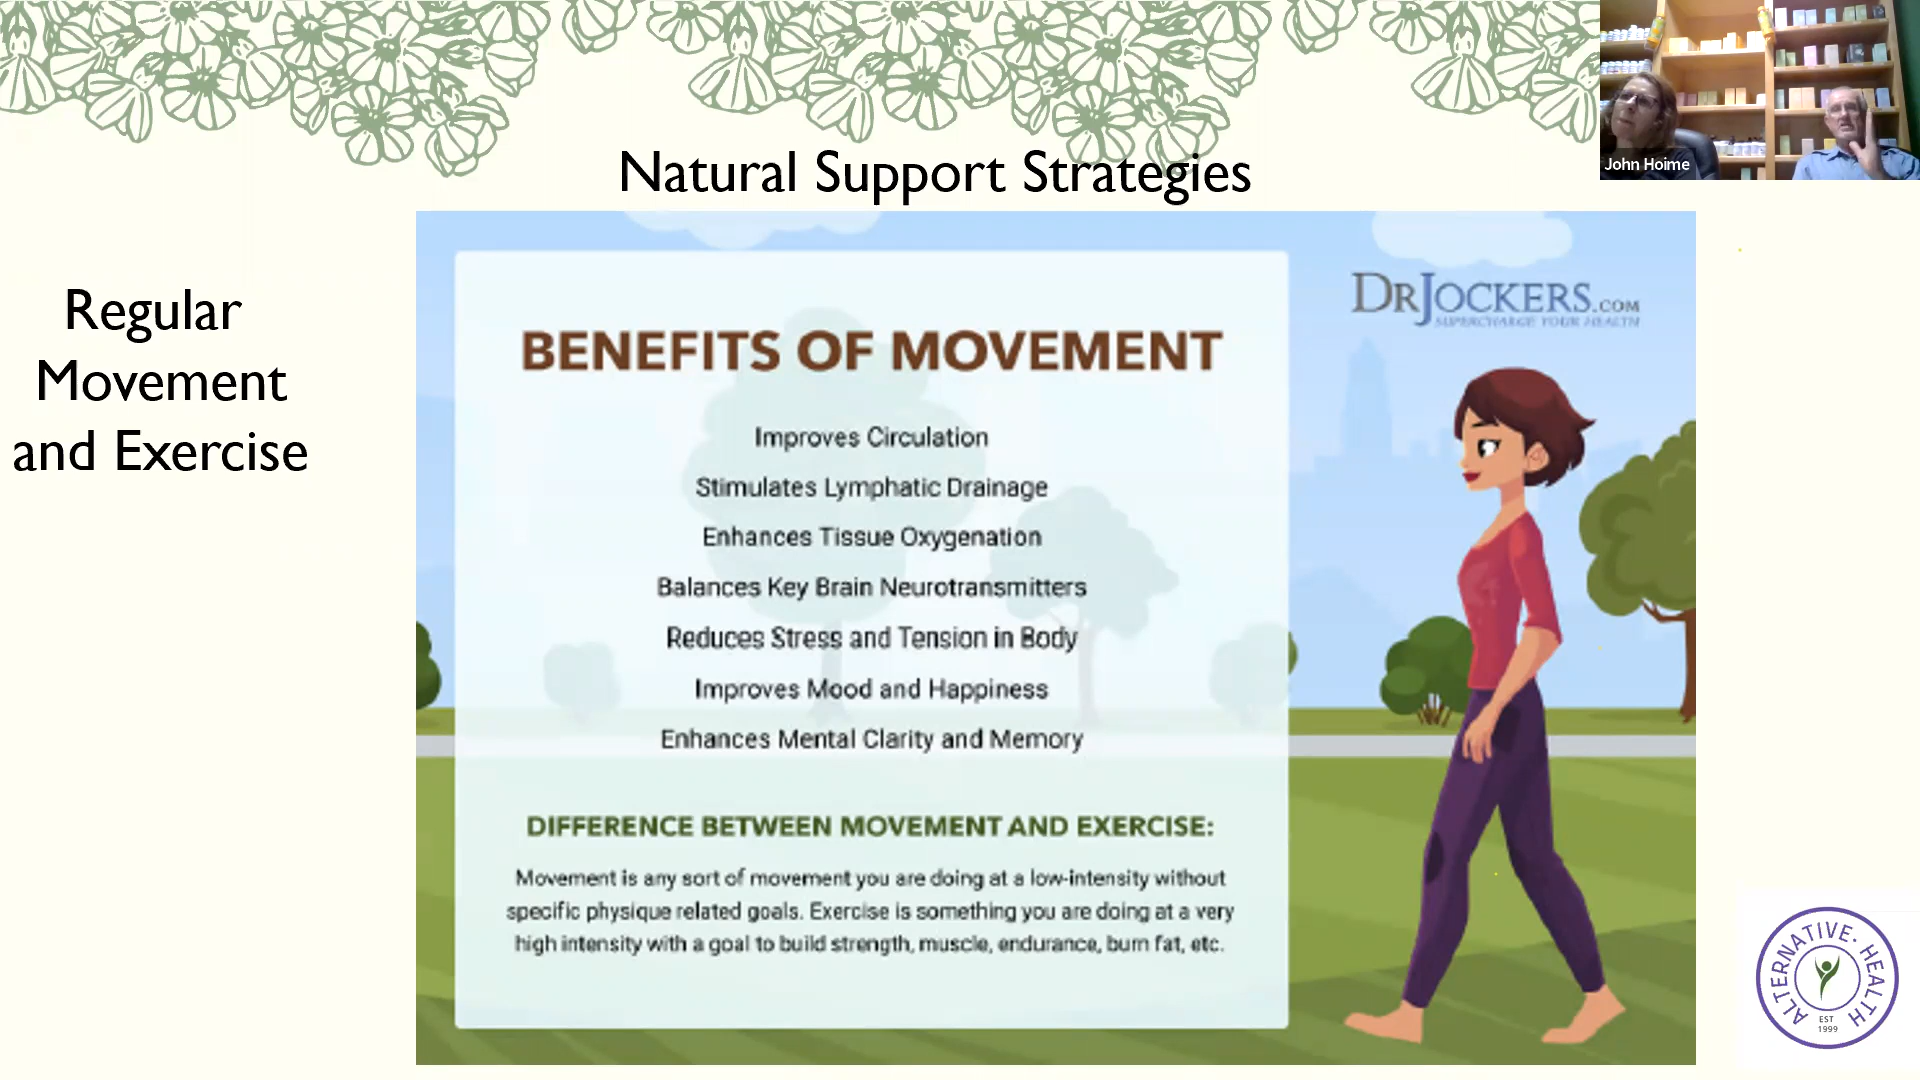 John Hoime
Natural Support Strategies
Regular
Movement
and Exercise
DRJOCKERS.COM
SUPERCHARGE YOUR HEALTH
BENEFITS OF MOVEMENT
Improves Circulation
Stimulates Lymphatic Drainage
Enhances Tissue Oxygenation
Balances Key Brain Neurotransmitters
Reduces Stress and Tension in Body
Improves Mood and Happiness
Enhances Mental Clarity and Memory
DIFFERENCE BETWEEN MOVEMENT AND EXERCISE:
Movement is any sort of movement you are doing at a low-intensity without
specific physique related goals. Exercise is something you are doing at a very
high intensity with a goal to build strength, muscle, endurance, burn fat, etc.
ALTERNATIVE · HEALTH
EST
1999